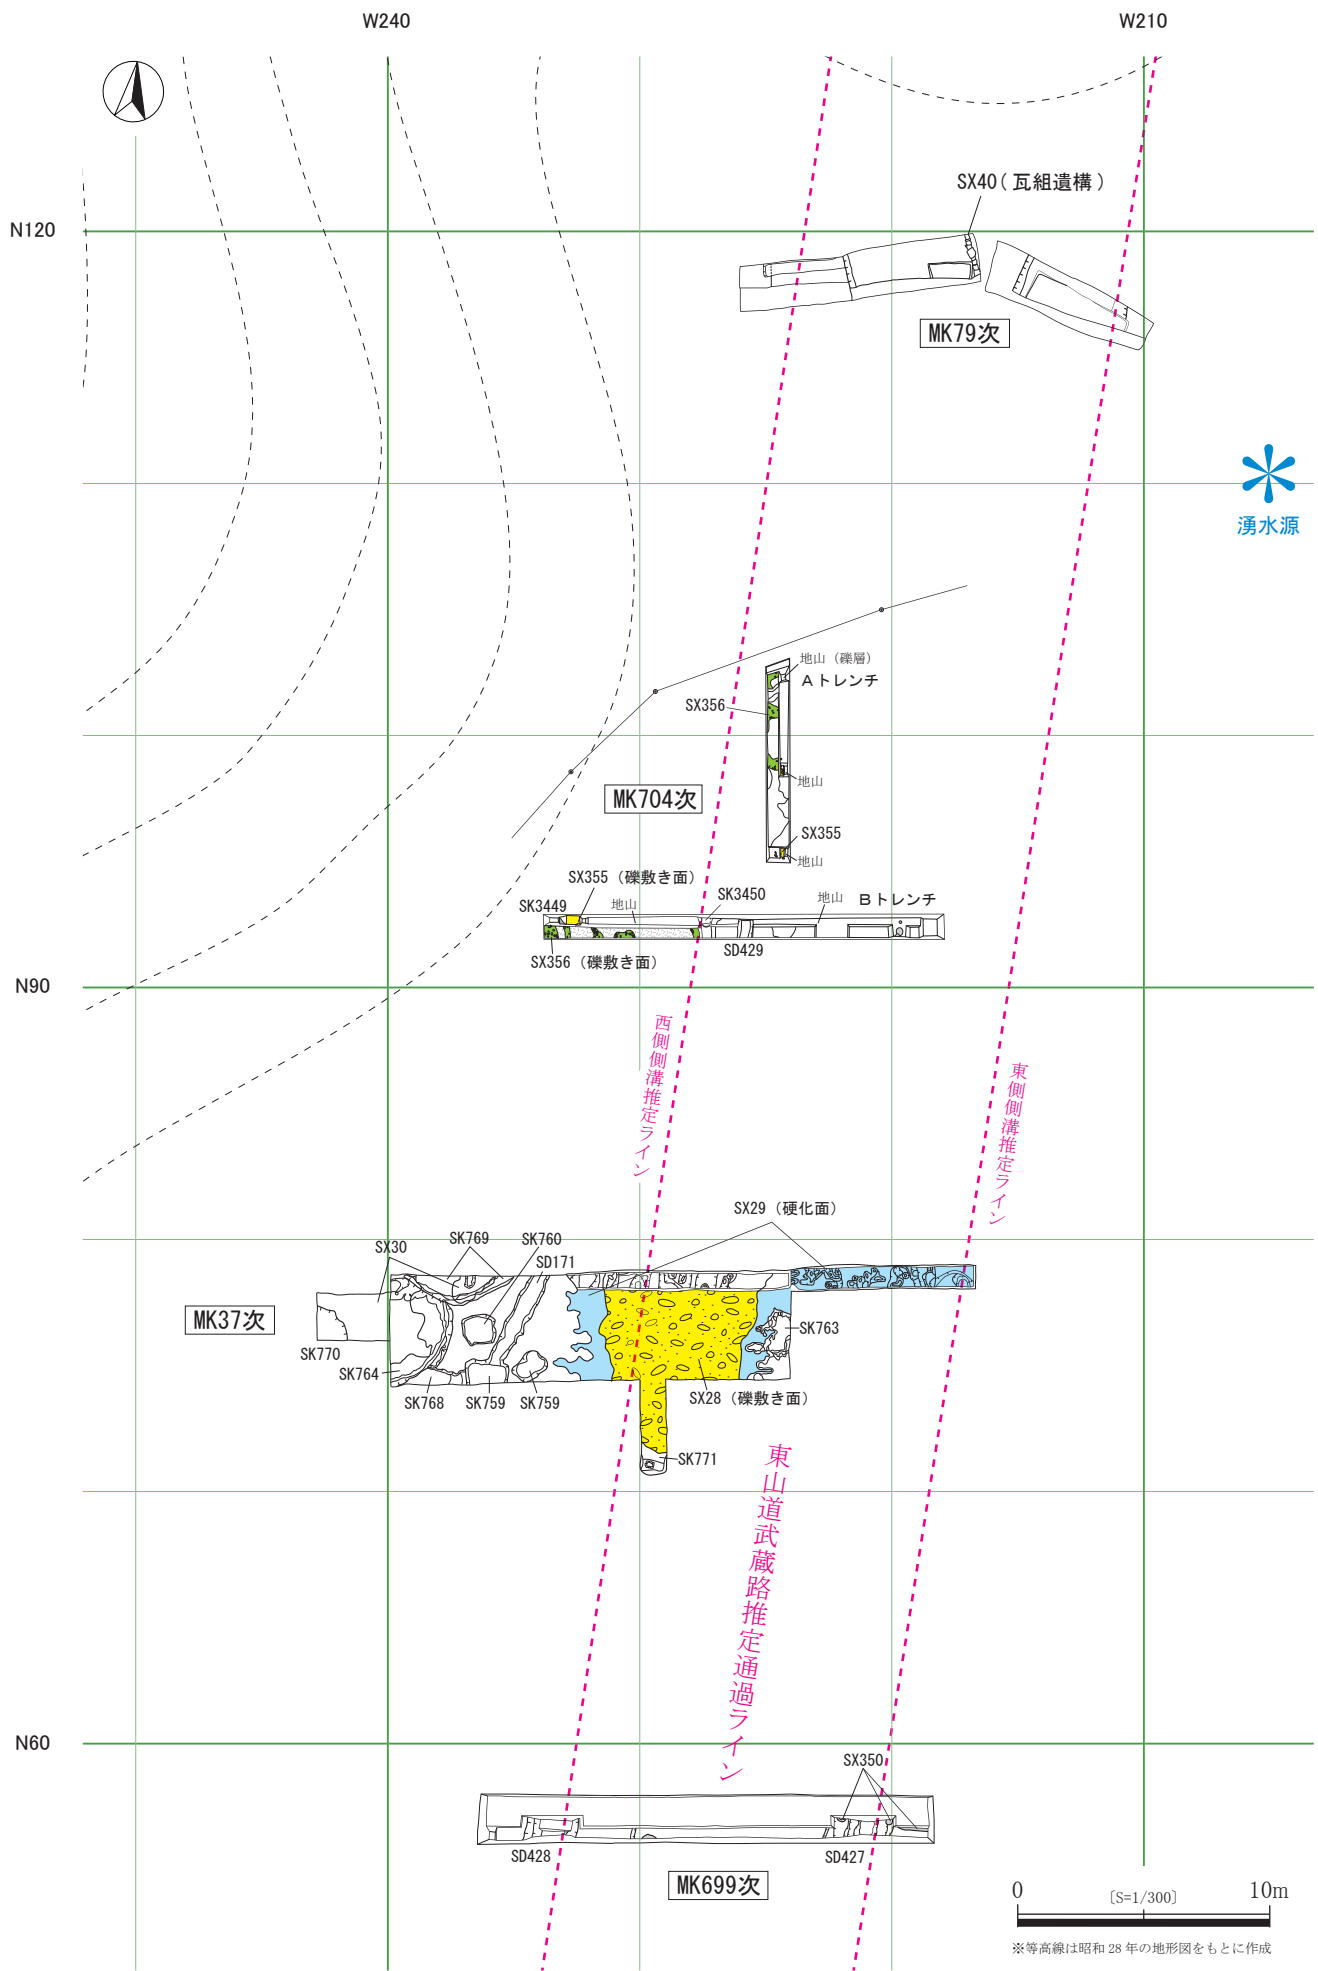 W240
W210
SX40（瓦組遺構）
N120
MK79次
湧水源
地山（礫層）
Aトレンチ
SX356
地山
MK704次
SX355
地山
SX355（礫敷き面）
SK3449
地山
SK3450
地山
Bトレンチ
SX356（礫敷き面）
SD429
N90
西側側溝推定ライン
東側側溝推定ライン
SX29（硬化面）
SX30
SK769
SK760
SD171
MK37次
SK770
SK764
SK768
SK759
SK759
SK763
SX28（礫敷き面）
SK771
東山道武蔵路推定通過ライン
N60
SX350
SD428
SD427
MK699次
0
〔S=1/300〕
10m
※等高線は昭和28年の地形図をもとに作成